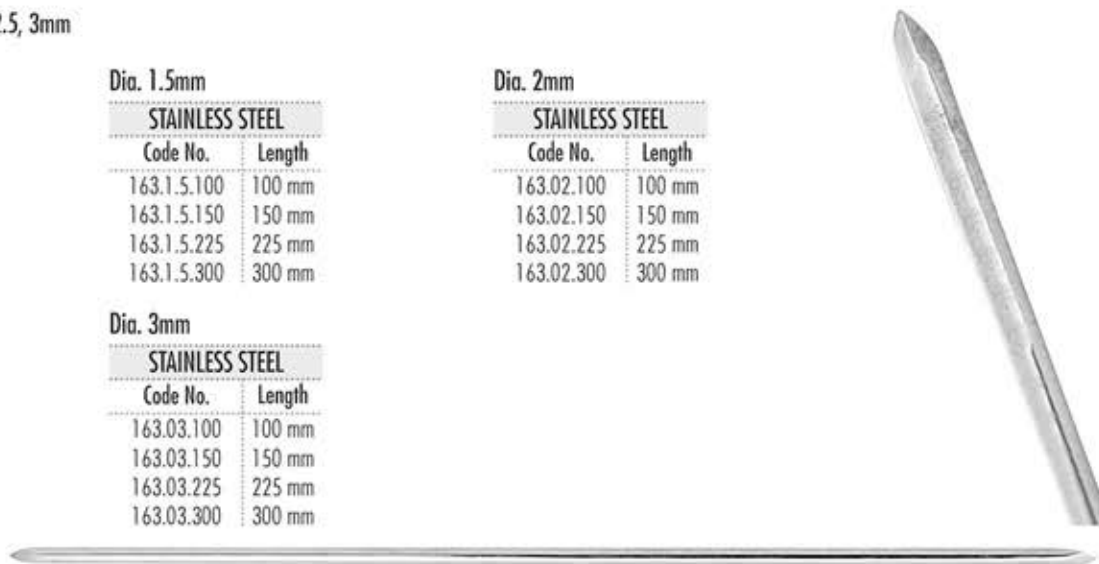 2.5, 3mm
Dia. 1.5mm
STAINLESS STEEL
Code No. Length
163.1.5.100 100 mm
163.1.5.150 150 mm
163.1.5.225 225 mm
163.1.5.300 300 mm
Dia. 2mm
STAINLESS STEEL
Code No. Length
163.02.100 100 mm
163.02.150 150 mm
163.02.225 225 mm
163.02.300 300 mm
Dia. 3mm
STAINLESS STEEL
Code No. Length
163.03.100 100 mm
163.03.150 150 mm
163.03.225 225 mm
163.03.300 300 mm